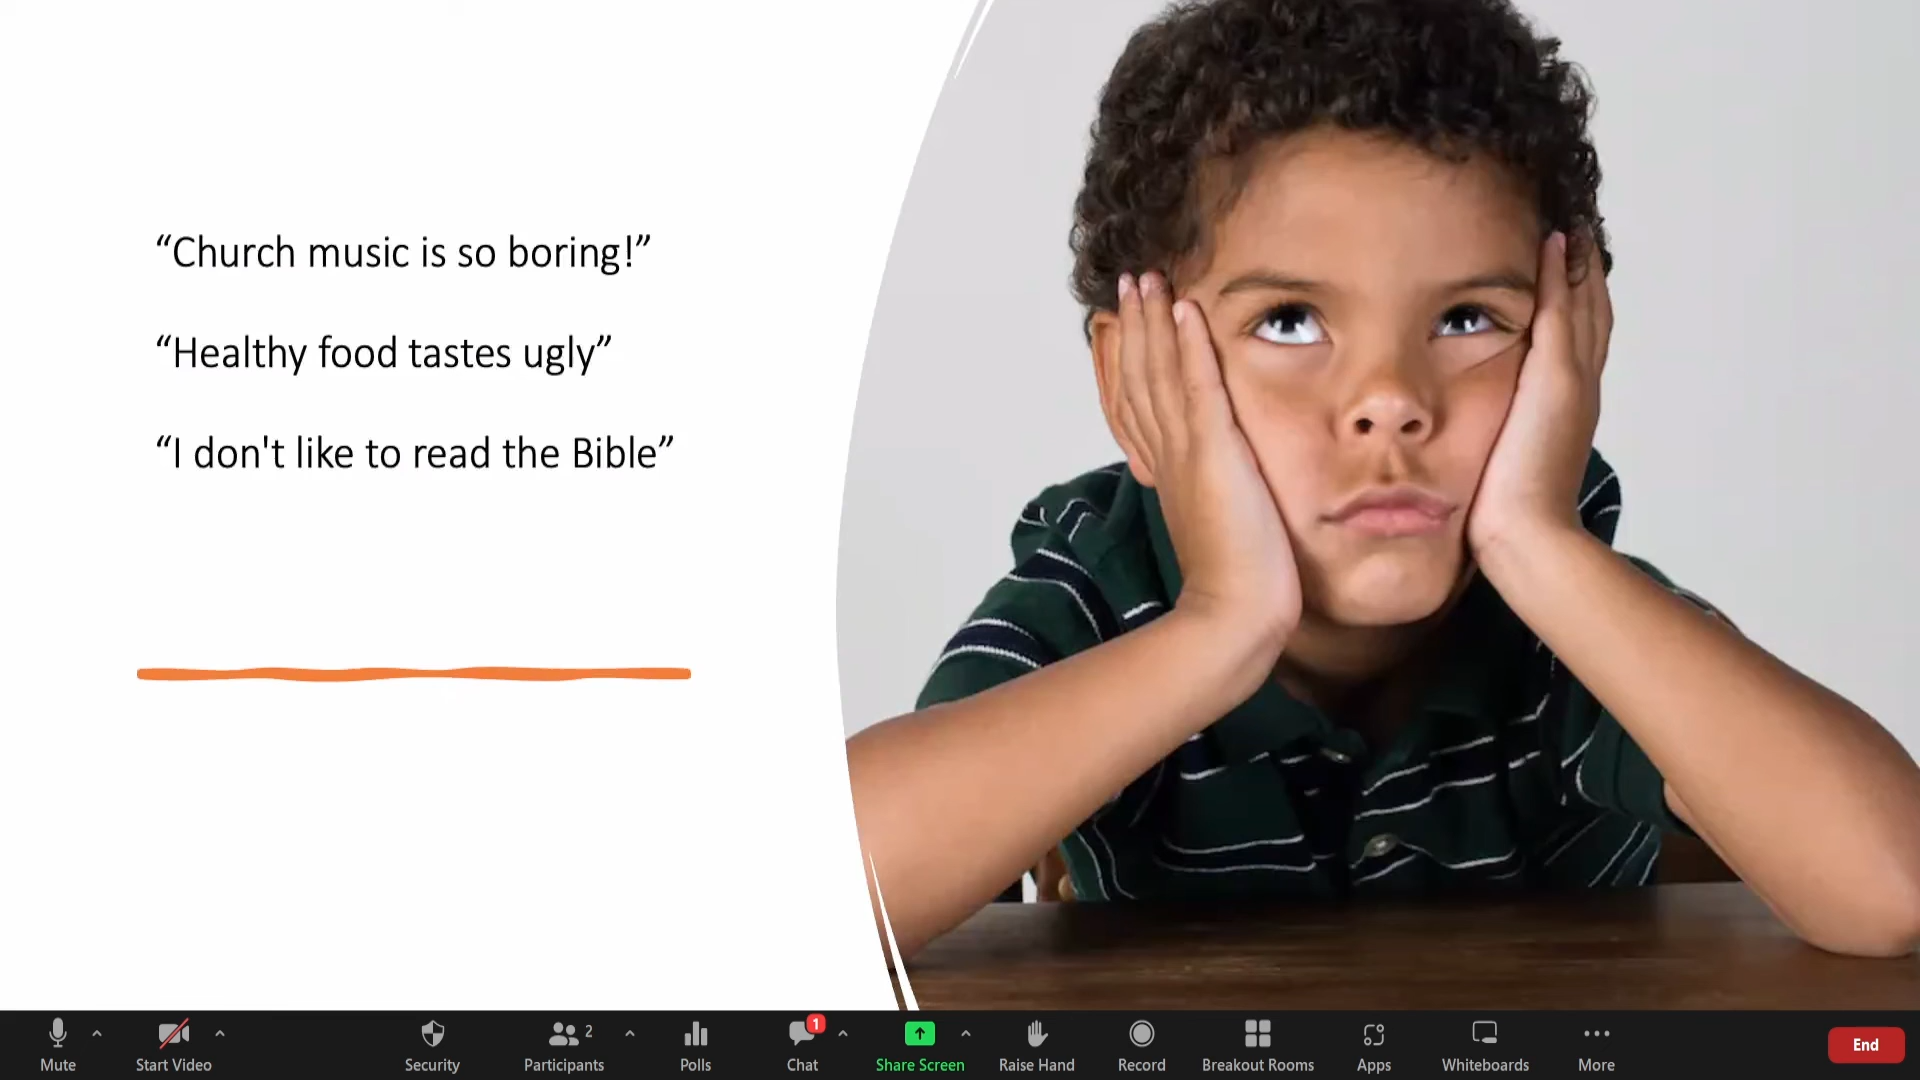 “Church music is so boring!”
“Healthy food tastes ugly”
“I don't like to read the Bible”
Mute
Start Video
Security
Participants
2
Polls
Chat
1
Share Screen
Raise Hand
Record
Breakout Rooms
Apps
Whiteboards
More
End